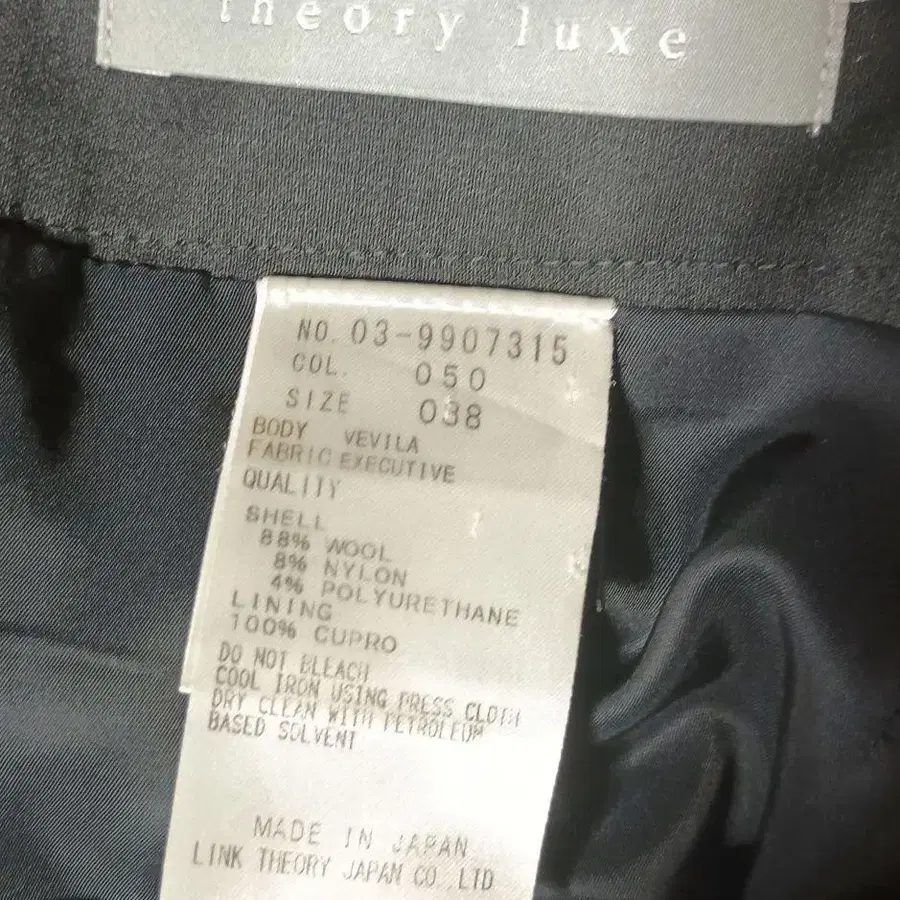 theory luxe
NO. 03-9907315
COL. 050
SIZE 038
BODY VEVILA
FABRIC EXECUTIVE
QUALITY
SHELL
88% WOOL
8% NYLON
4% POLYURETHANE
LINING
100% CUPRO
DO NOT BLEACH
COOL IRON USING PRESS CLOTH
DRY CLEAN WITH PETROLEUM
BASED SOLVENT
MADE IN JAPAN
LINK THEORY JAPAN CO.,LTD